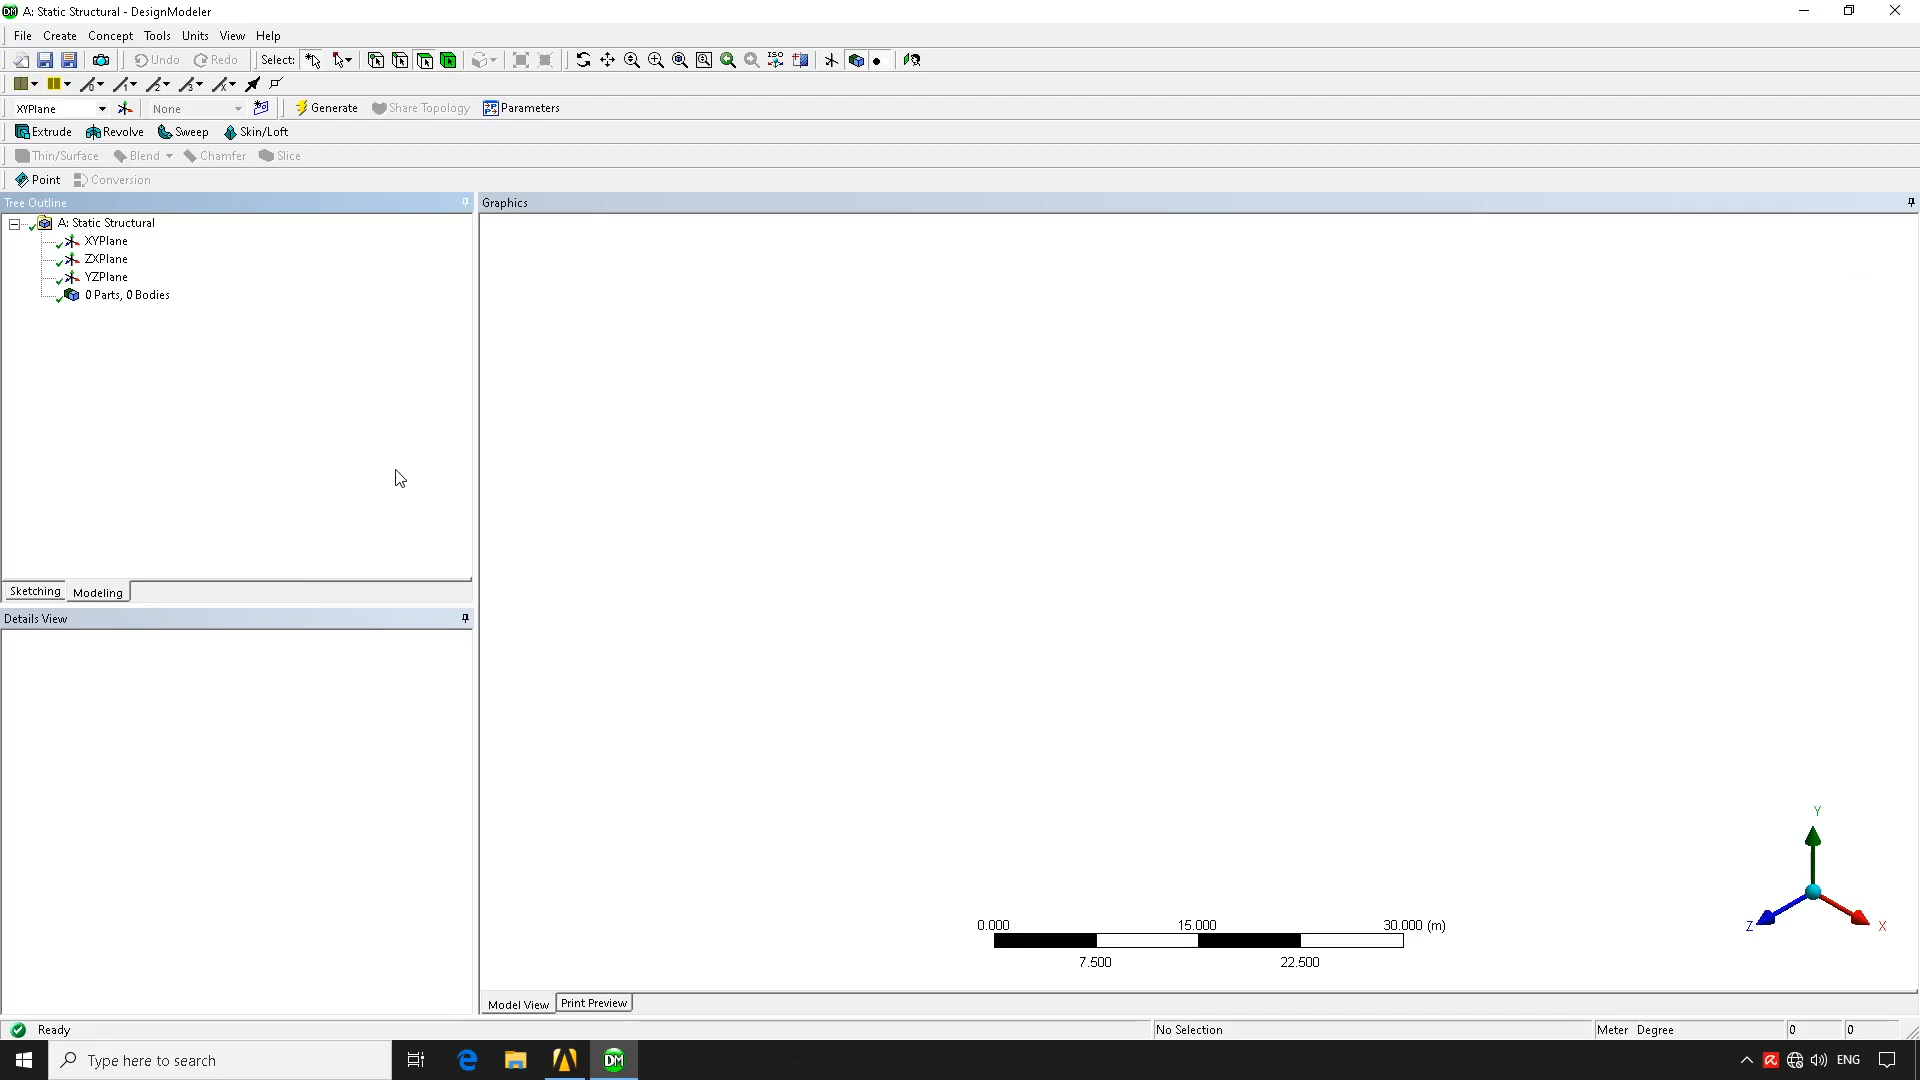 DM A: Static Structural - DesignModeler
File Create Concept Tools Units View Help
Undo Redo Select: ISO
XYPlane None Generate Share Topology Parameters
Extrude Revolve Sweep Skin/Loft
Thin/Surface Blend Chamfer Slice
Point Conversion
Tree Outline
A: Static Structural
XYPlane
ZXPlane
YZPlane
0 Parts, 0 Bodies
Sketching Modeling
Details View
Graphics
Y
Z
X
0.000 15.000 30.000 (m)
7.500 22.500
Model View Print Preview
Ready No Selection Meter Degree 0 0
Type here to search DM ENG